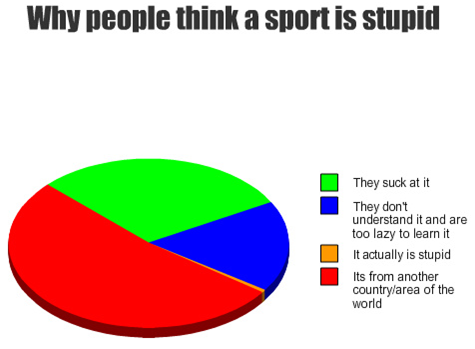 Why people think a sport is stupid
They suck at it
They don't
understand it and are
too lazy to learn it
It actually is stupid
Its from another
country/area of the
world